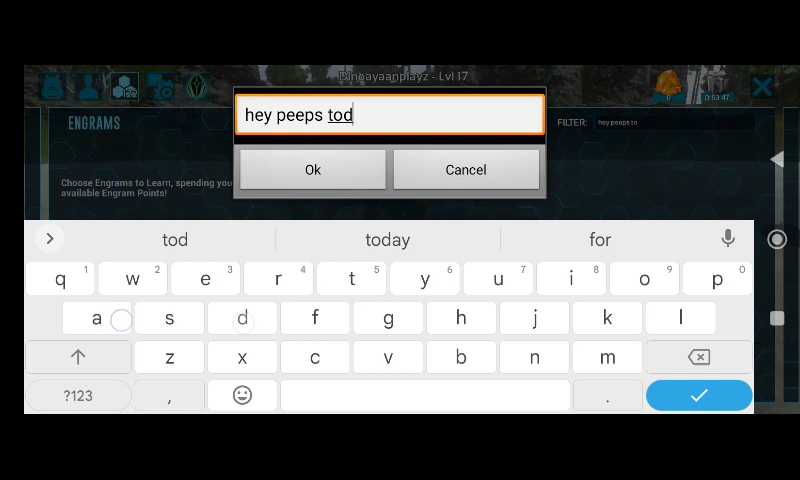 Dinoayaanplayz - Lvl 17
122
0
0:53:47
hey peeps tod
ENGRAMS
FILTER: hey peeps to
Ok Cancel
Choose Engrams to Learn, spending you
available Engram Points!
tod today for
q 1 w 2 e 3 r 4 t 5 y 6 u 7 i 8 o 9 p 0
a s d f g h j k l
z x c v b n m
?123 , .